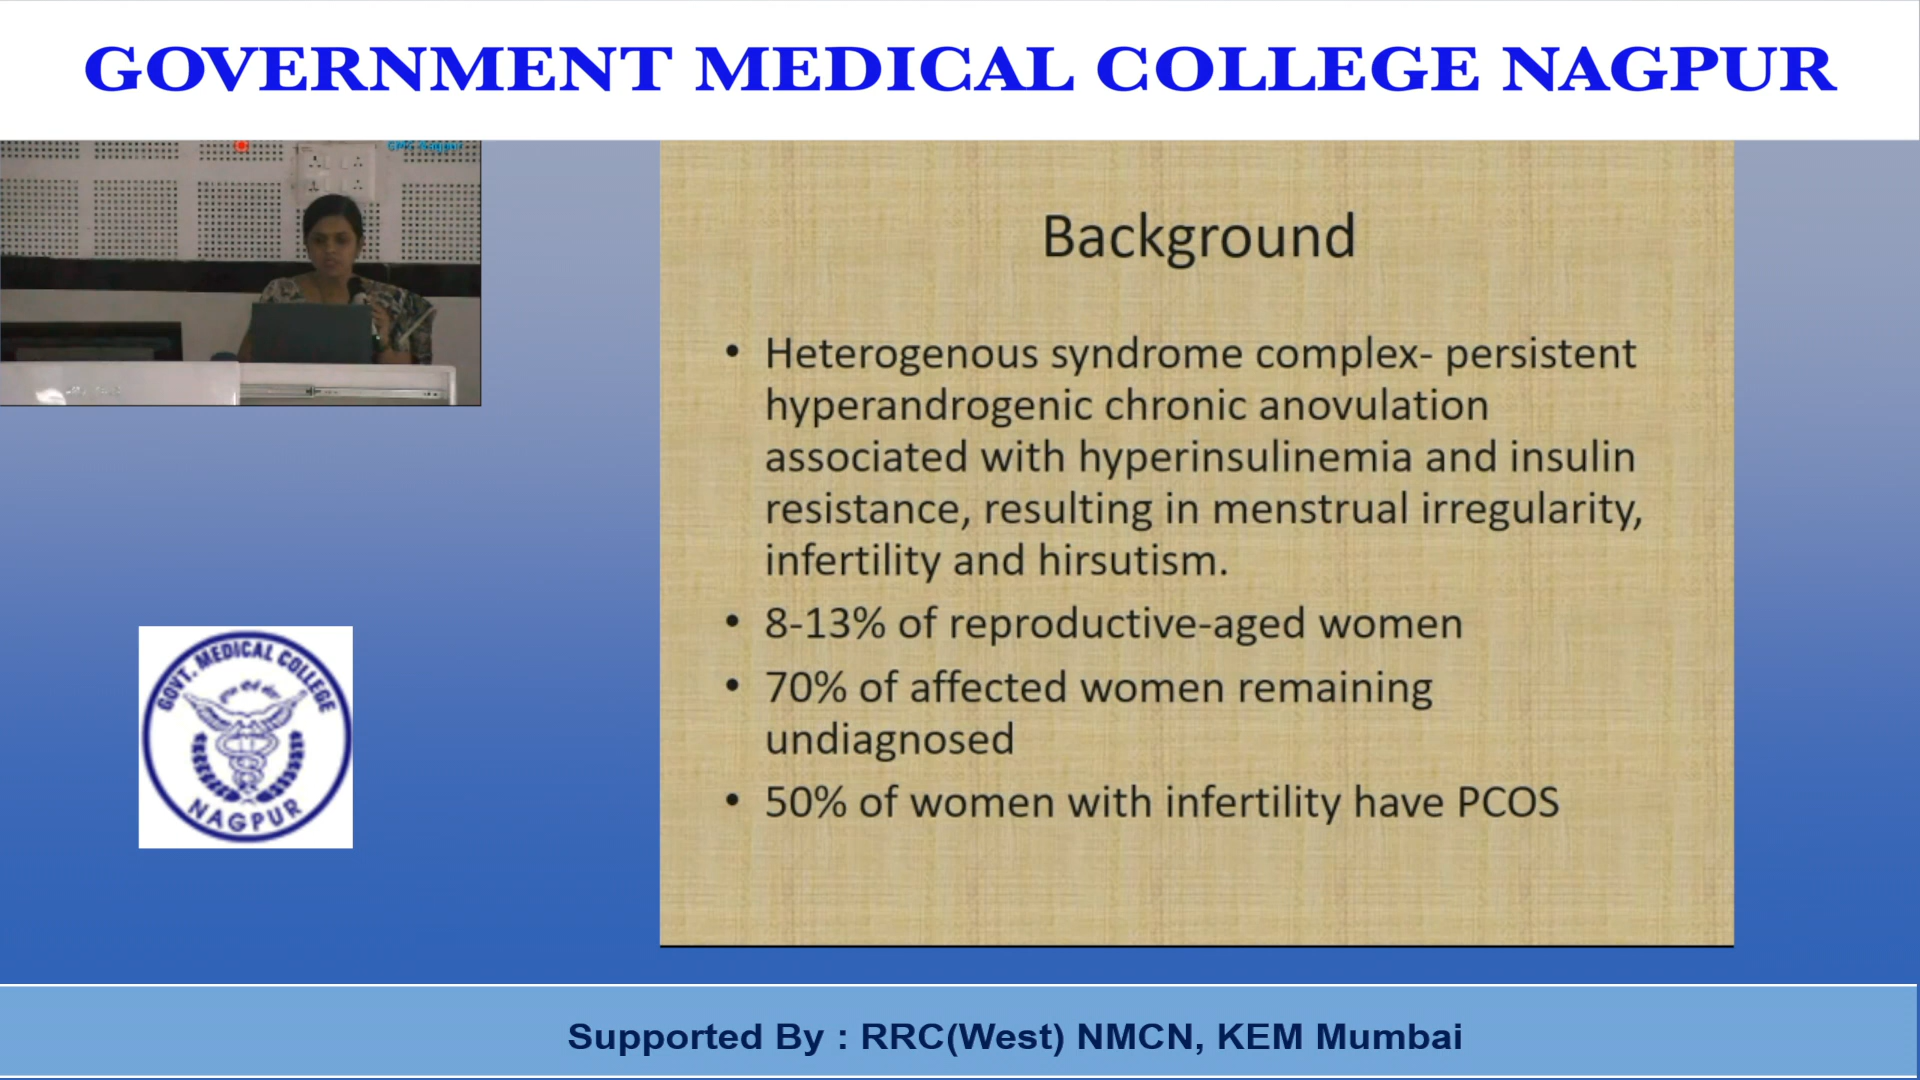 GOVERNMENT MEDICAL COLLEGE NAGPUR
GMC Nagpur
Background
• Heterogenous syndrome complex- persistent
hyperandrogenic chronic anovulation
associated with hyperinsulinemia and insulin
resistance, resulting in menstrual irregularity,
infertility and hirsutism.
• 8-13% of reproductive-aged women
• 70% of affected women remaining
undiagnosed
• 50% of women with infertility have PCOS
GOVT. MEDICAL COLLEGE
NAGPUR
Supported By : RRC(West) NMCN, KEM Mumbai